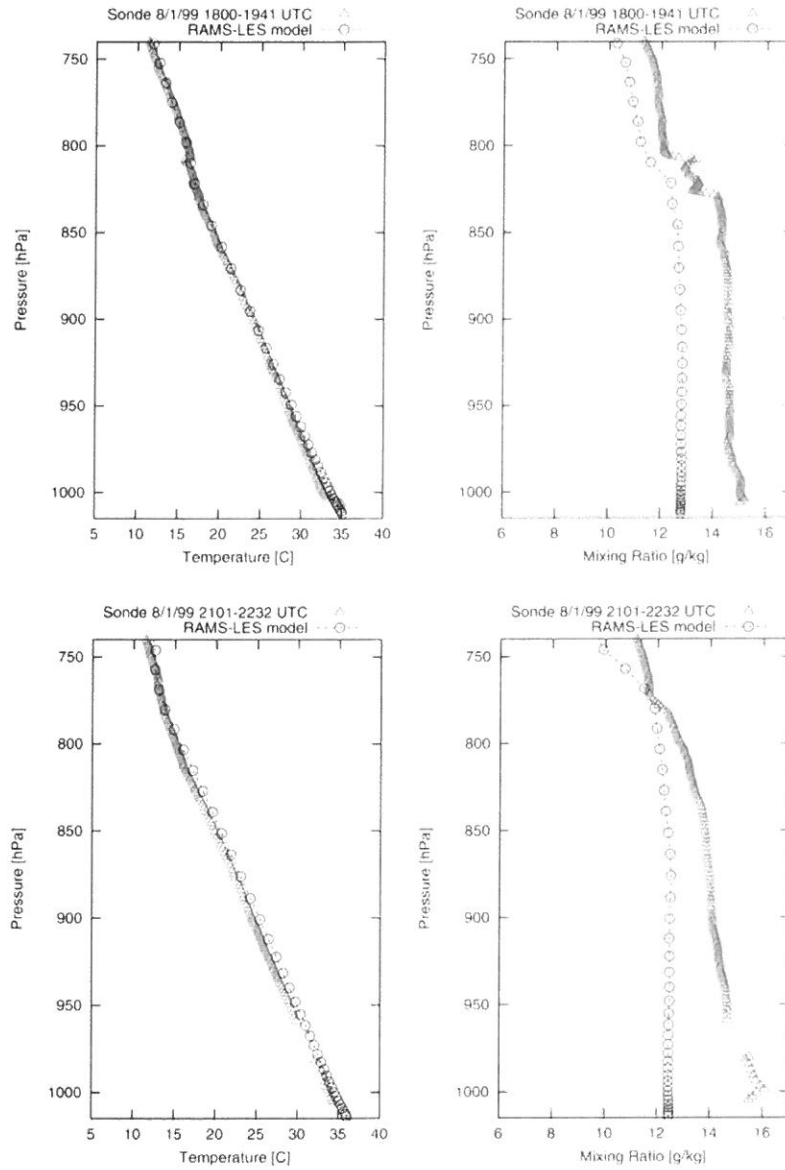 Sonde 8/1/99 1800-1941 UTC
RAMS-LES model
750
800
850
900
950
1000
Pressure [hPa]
5 10 15 20 25 30 35 40
Temperature [C]
Sonde 8/1/99 1800-1941 UTC
RAMS-LES model
750
800
850
900
950
1000
Pressure [hPa]
6 8 10 12 14 16
Mixing Ratio [g/kg]
Sonde 8/1/99 2101-2232 UTC
RAMS-LES model
750
800
850
900
950
1000
Pressure [hPa]
5 10 15 20 25 30 35 40
Temperature [C]
Sonde 8/1/99 2101-2232 UTC
RAMS-LES model
750
800
850
900
950
1000
Pressure [hPa]
6 8 10 12 14 16
Mixing Ratio [g/kg]